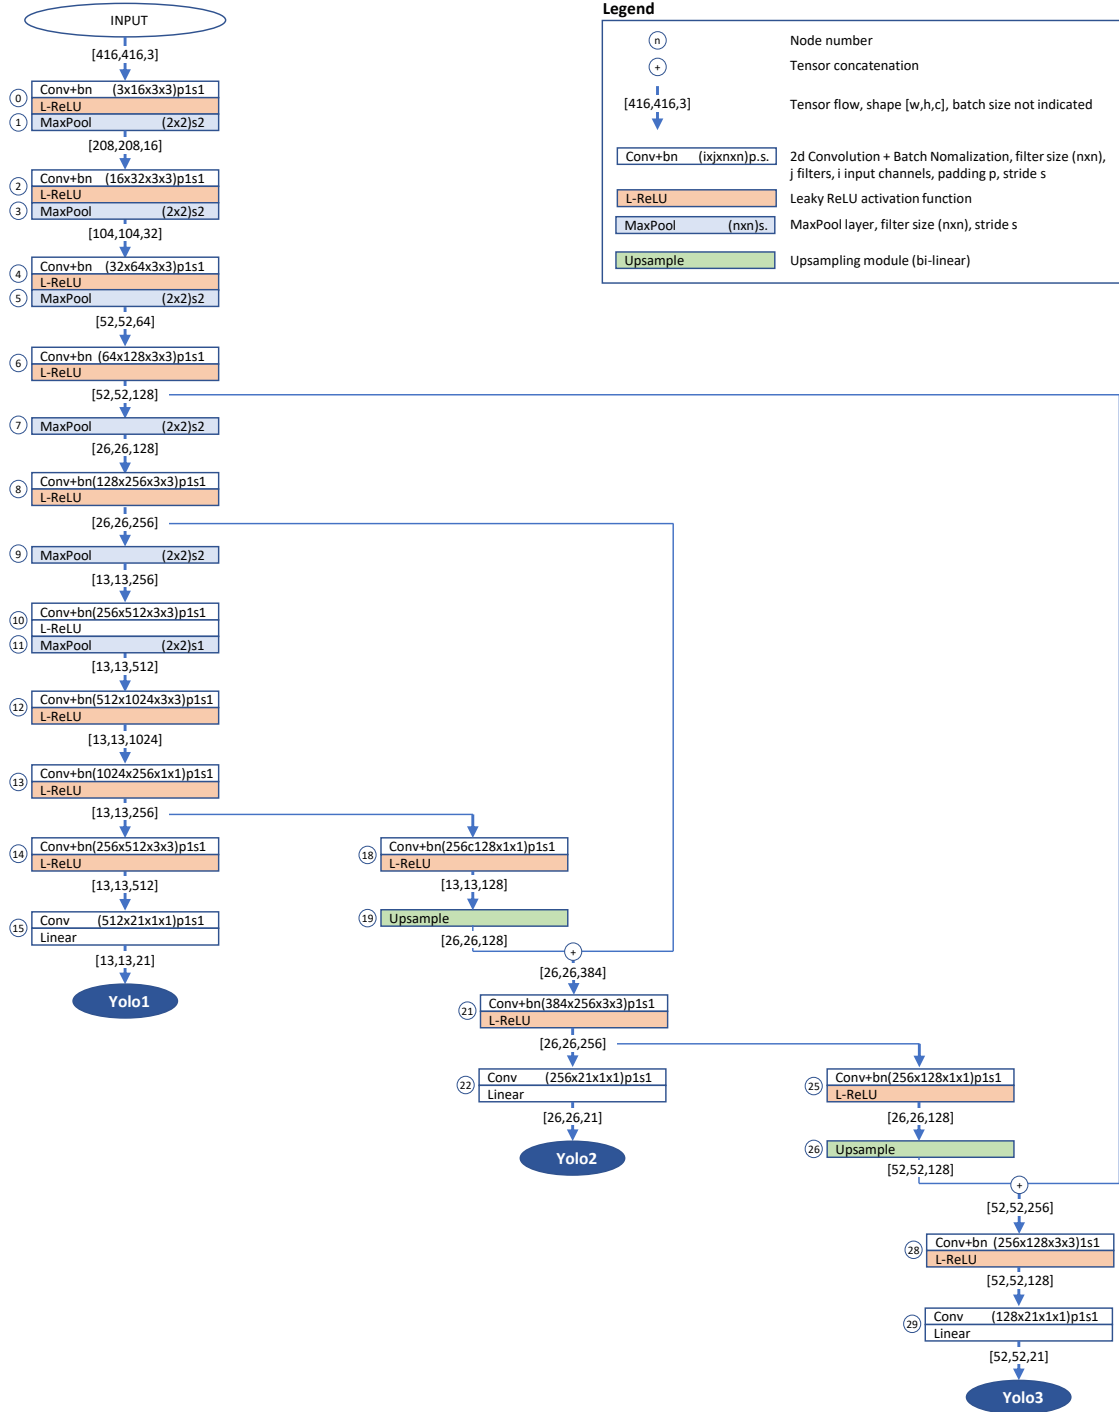 INPUT
[416,416,3]
0
Conv+bn (3x16x3x3)p1s1
L-ReLU
1
MaxPool (2x2)s2
[208,208,16]
2
Conv+bn (16x32x3x3)p1s1
L-ReLU
3
MaxPool (2x2)s2
[104,104,32]
4
Conv+bn (32x64x3x3)p1s1
L-ReLU
5
MaxPool (2x2)s2
[52,52,64]
6
Conv+bn (64x128x3x3)p1s1
L-ReLU
[52,52,128]
7
MaxPool (2x2)s2
[26,26,128]
8
Conv+bn(128x256x3x3)p1s1
L-ReLU
[26,26,256]
9
MaxPool (2x2)s2
[13,13,256]
10
Conv+bn(256x512x3x3)p1s1
L-ReLU
11
MaxPool (2x2)s1
[13,13,512]
12
Conv+bn(512x1024x3x3)p1s1
L-ReLU
[13,13,1024]
13
Conv+bn(1024x256x1x1)p1s1
L-ReLU
[13,13,256]
14
Conv+bn(256x512x3x3)p1s1
L-ReLU
[13,13,512]
15
Conv (512x21x1x1)p1s1
Linear
[13,13,21]
Yolo1
18
Conv+bn(256c128x1x1)p1s1
L-ReLU
[13,13,128]
19
Upsample
[26,26,128]
+
[26,26,384]
21
Conv+bn(384x256x3x3)p1s1
L-ReLU
[26,26,256]
22
Conv (256x21x1x1)p1s1
Linear
[26,26,21]
Yolo2
25
Conv+bn(256x128x1x1)p1s1
L-ReLU
[26,26,128]
26
Upsample
[52,52,128]
+
[52,52,256]
28
Conv+bn (256x128x3x3)1s1
L-ReLU
[52,52,128]
29
Conv (128x21x1x1)p1s1
Linear
[52,52,21]
Yolo3
Legend
n Node number
+ Tensor concatenation
[416,416,3] Tensor flow, shape [w,h,c], batch size not indicated
Conv+bn (ixjxnxn)p.s. 2d Convolution + Batch Nomalization, filter size (nxn),
j filters, i input channels, padding p, stride s
L-ReLU Leaky ReLU activation function
MaxPool (nxn)s. MaxPool layer, filter size (nxn), stride s
Upsample Upsampling module (bi-linear)